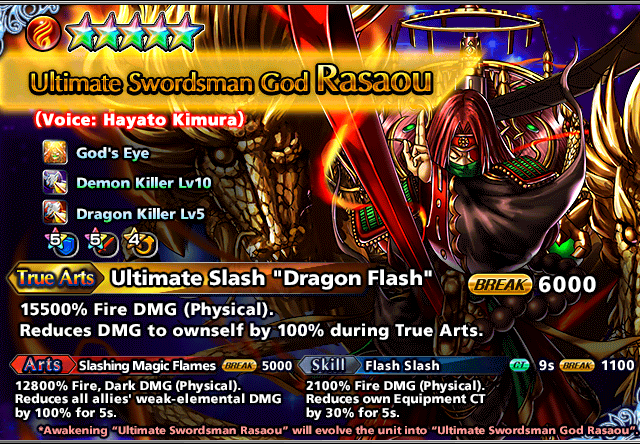 Ultimate Swordsman God Rasaou
(Voice: Hayato Kimura)
God's Eye
Demon Killer Lv10
Dragon Killer Lv5
5 5 4
True Arts Ultimate Slash "Dragon Flash" BREAK 6000
15500% Fire DMG (Physical).
Reduces DMG to ownself by 100% during True Arts.
Arts Slashing Magic Flames BREAK 5000
12800% Fire, Dark DMG (Physical).
Reduces all allies' weak-elemental DMG
by 100% for 5s.
Skill Flash Slash CT 9s BREAK 1100
2100% Fire DMG (Physical).
Reduces own Equipment CT
by 30% for 5s.
*Awakening "Ultimate Swordsman Rasaou" will evolve the unit into "Ultimate Swordsman God Rasaou"